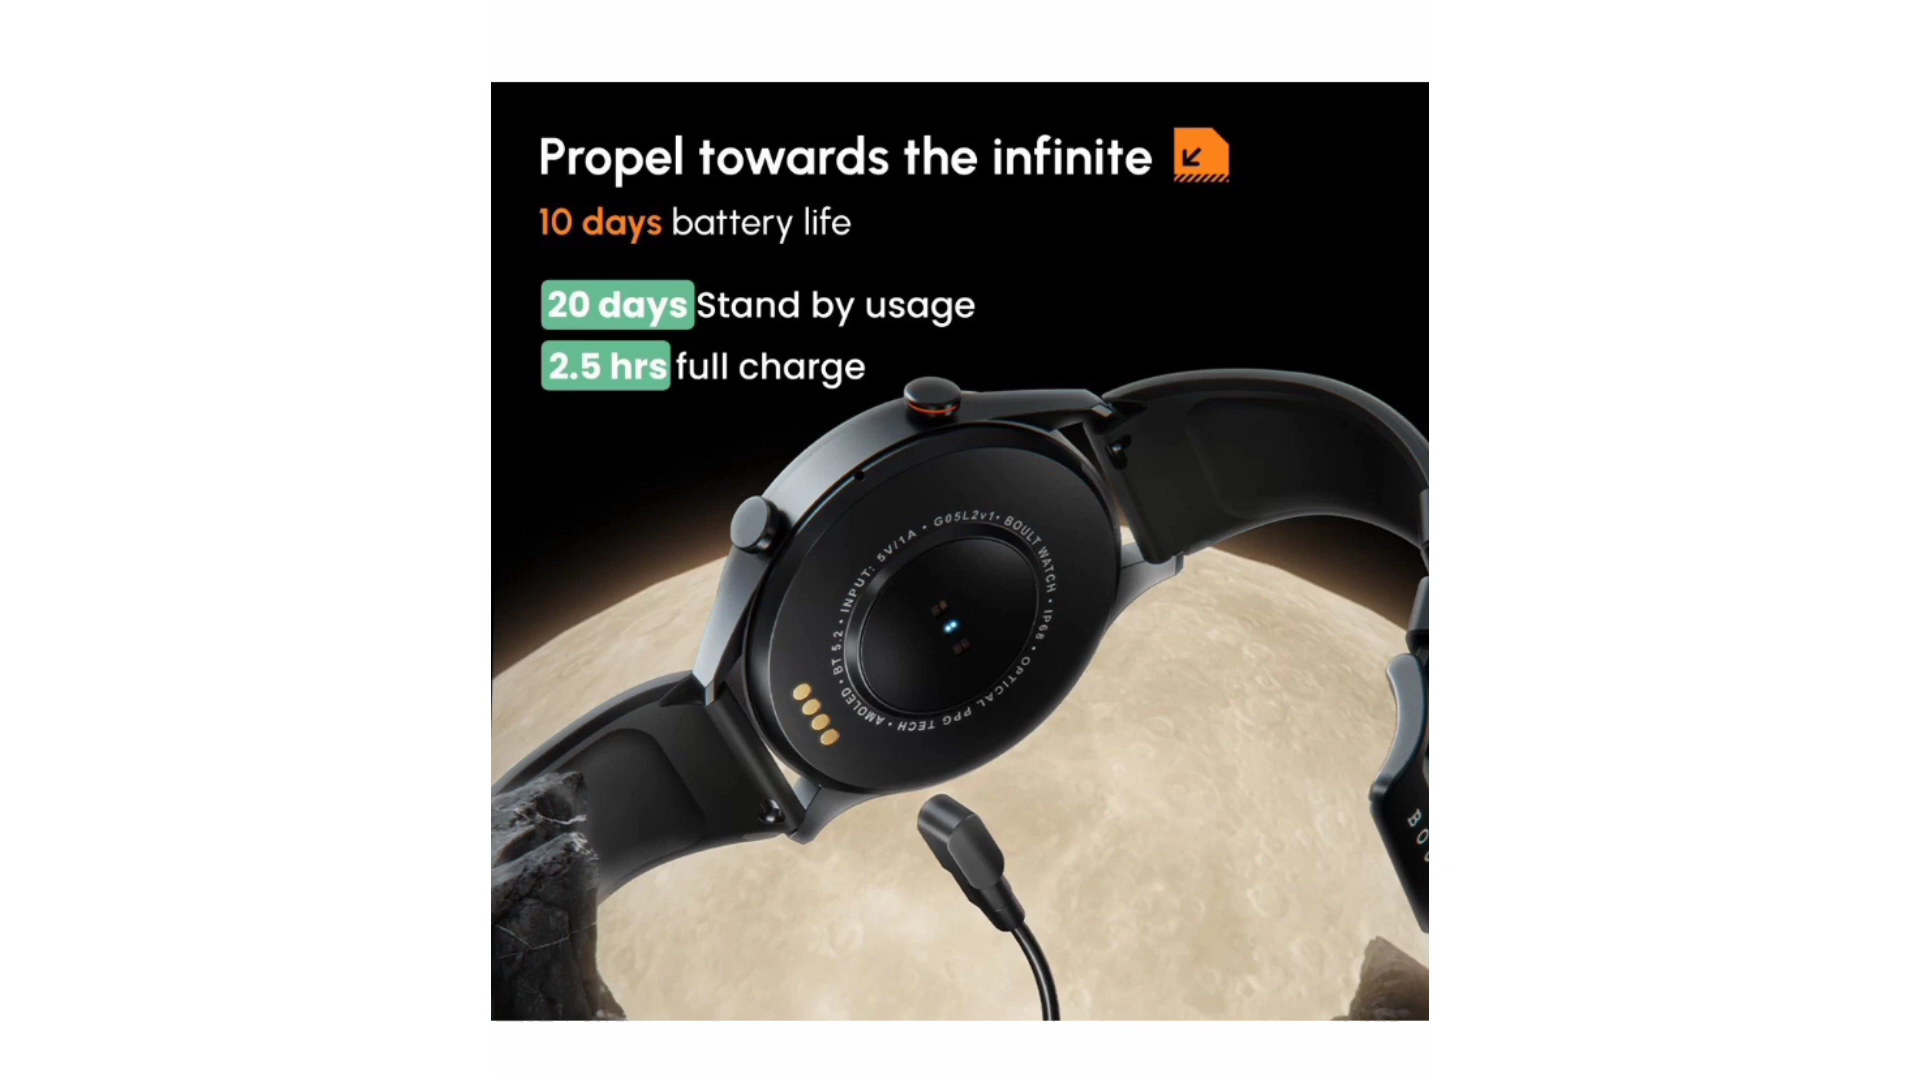 Propel towards the infinite
10 days battery life
20 days Stand by usage
2.5 hrs full charge
INPUT: 5V/1A • G05L2v1 • BOULT WATCH • IP68 • OPTICAL PPG TECH • AMOLED • BT 5.2 •